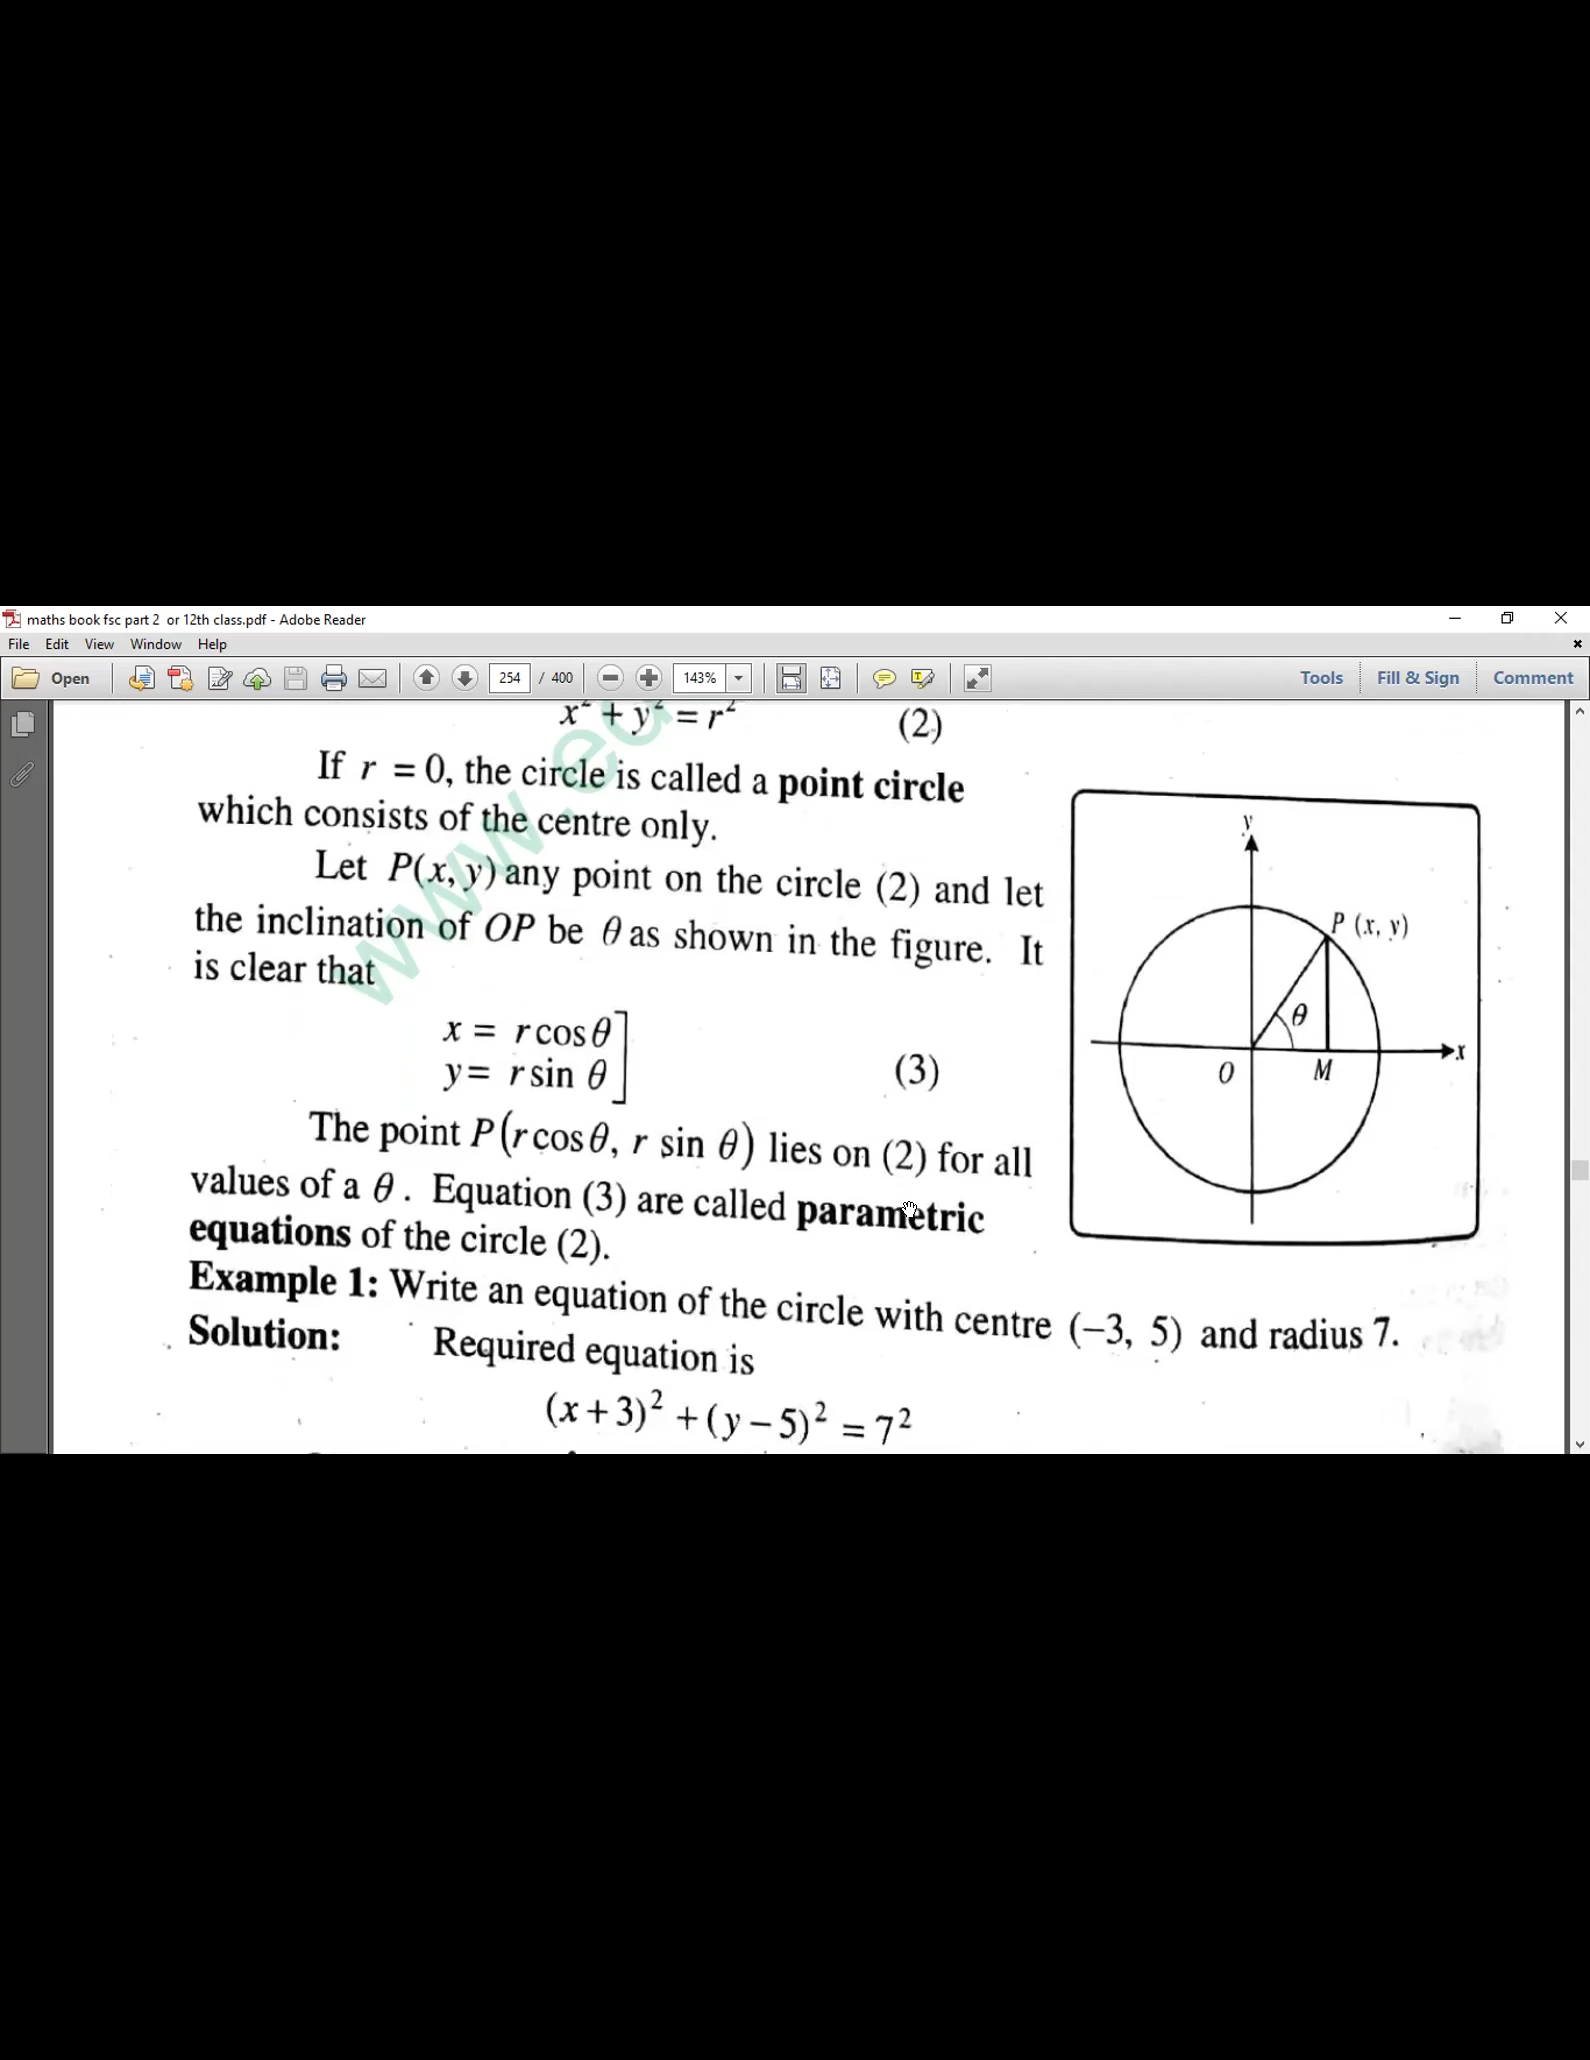 maths book fsc part 2 or 12th class.pdf - Adobe Reader
File Edit View Window Help
Open 254 / 400 143% Tools Fill & Sign Comment
x² + y² = r² (2)
If r = 0, the circle is called a point circle
which consists of the centre only.
Let P(x, y) any point on the circle (2) and let
the inclination of OP be θ as shown in the figure. It
is clear that
x = r cos θ
y = r sin θ ] (3)
The point P(r cos θ, r sin θ) lies on (2) for all
values of a θ. Equation (3) are called parametric
equations of the circle (2).
y
P (x, y)
θ
x
O M
Example 1: Write an equation of the circle with centre (−3, 5) and radius 7.
Solution: Required equation is
(x + 3)² + (y − 5)² = 7²
www.e